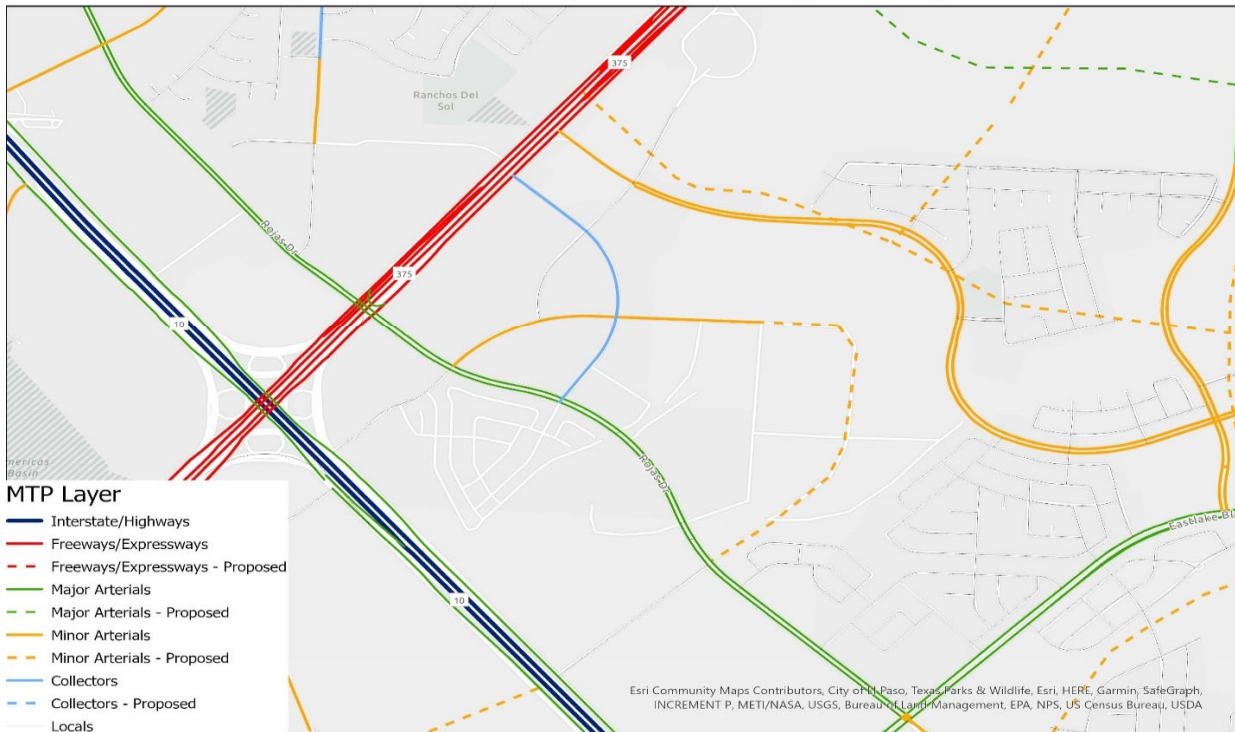 375
Ranchos Del
Sol
Rojas Dr
375
10
Rojas Dr
mericas
Basin
Eastlake Bl
10
MTP Layer
Interstate/Highways
Freeways/Expressways
Freeways/Expressways - Proposed
Major Arterials
Major Arterials - Proposed
Minor Arterials
Minor Arterials - Proposed
Collectors
Collectors - Proposed
Locals
Esri Community Maps Contributors, City of El Paso, Texas Parks & Wildlife, Esri, HERE, Garmin, SafeGraph,
INCREMENT P, METI/NASA, USGS, Bureau of Land Management, EPA, NPS, US Census Bureau, USDA